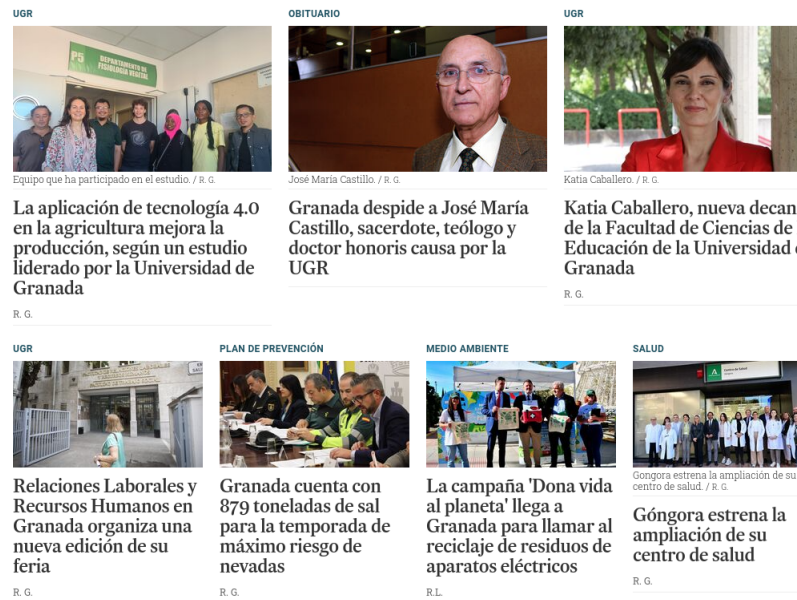 UGR
P5
DEPARTAMENTO DE
FISIOLOGÍA VEGETAL
Equipo que ha participado en el estudio. / R. G.
La aplicación de tecnología 4.0
en la agricultura mejora la
producción, según un estudio
liderado por la Universidad de
Granada
R. G.
OBITUARIO
José María Castillo. / R. G.
Granada despide a José María
Castillo, sacerdote, teólogo y
doctor honoris causa por la
UGR
UGR
Katia Caballero. / R. G.
Katia Caballero, nueva decan
de la Facultad de Ciencias de
Educación de la Universidad
Granada
R. G.
UGR
Relaciones Laborales y
Recursos Humanos en
Granada organiza una
nueva edición de su
feria
R. G.
PLAN DE PREVENCIÓN
Granada cuenta con
879 toneladas de sal
para la temporada de
máximo riesgo de
nevadas
R. G.
MEDIO AMBIENTE
La campaña 'Dona vida
al planeta' llega a
Granada para llamar al
reciclaje de residuos de
aparatos eléctricos
R.L.
SALUD
Centro de Salud
Gongora estrena la ampliación de su
centro de salud. / R. G.
Góngora estrena la
ampliación de su
centro de salud
R. G.